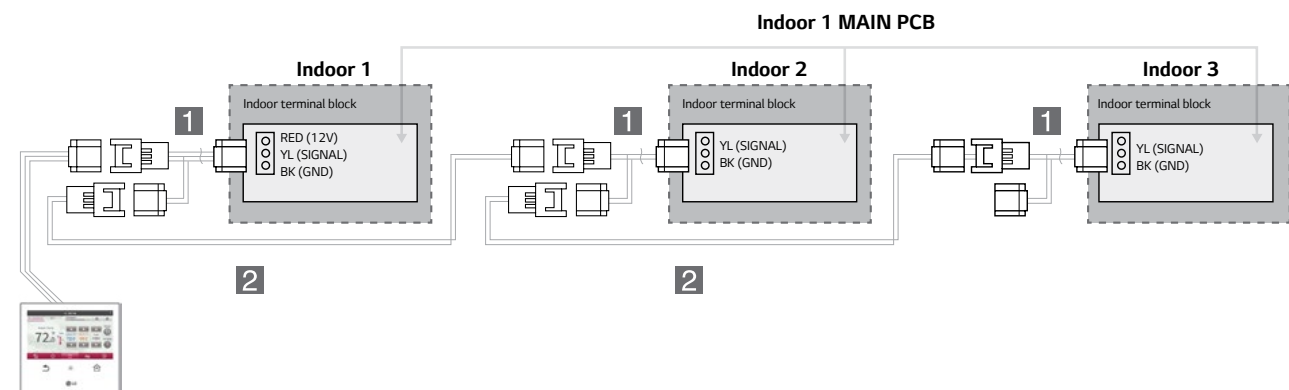 Indoor 1 MAIN PCB
Indoor 1
Indoor 2
Indoor 3
Indoor terminal block
Indoor terminal block
Indoor terminal block
1
1
1
RED (12V)
YL (SIGNAL)
BK (GND)
YL (SIGNAL)
BK (GND)
YL (SIGNAL)
BK (GND)
2
2
72
LG